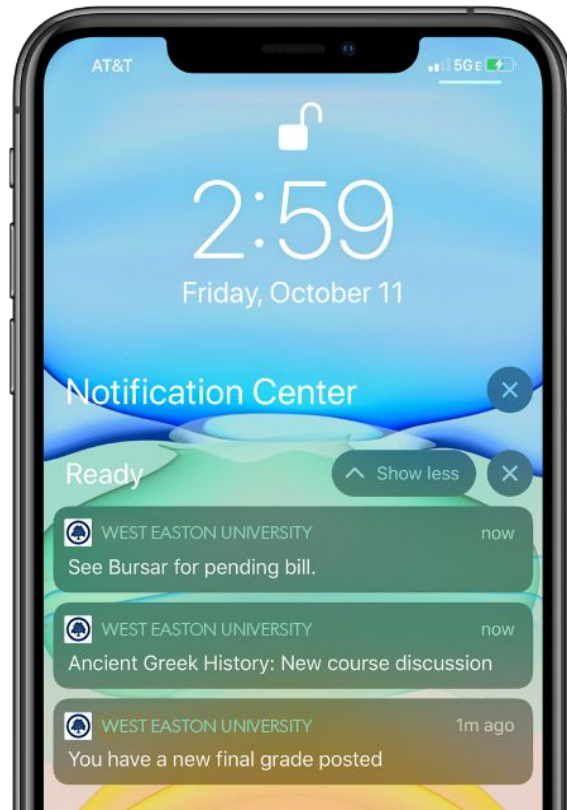 AT&T
5GE
2:59
Friday, October 11
Notification Center
Ready
Show less
WEST EASTON UNIVERSITY
now
See Bursar for pending bill.
WEST EASTON UNIVERSITY
now
Ancient Greek History: New course discussion
WEST EASTON UNIVERSITY
1m ago
You have a new final grade posted